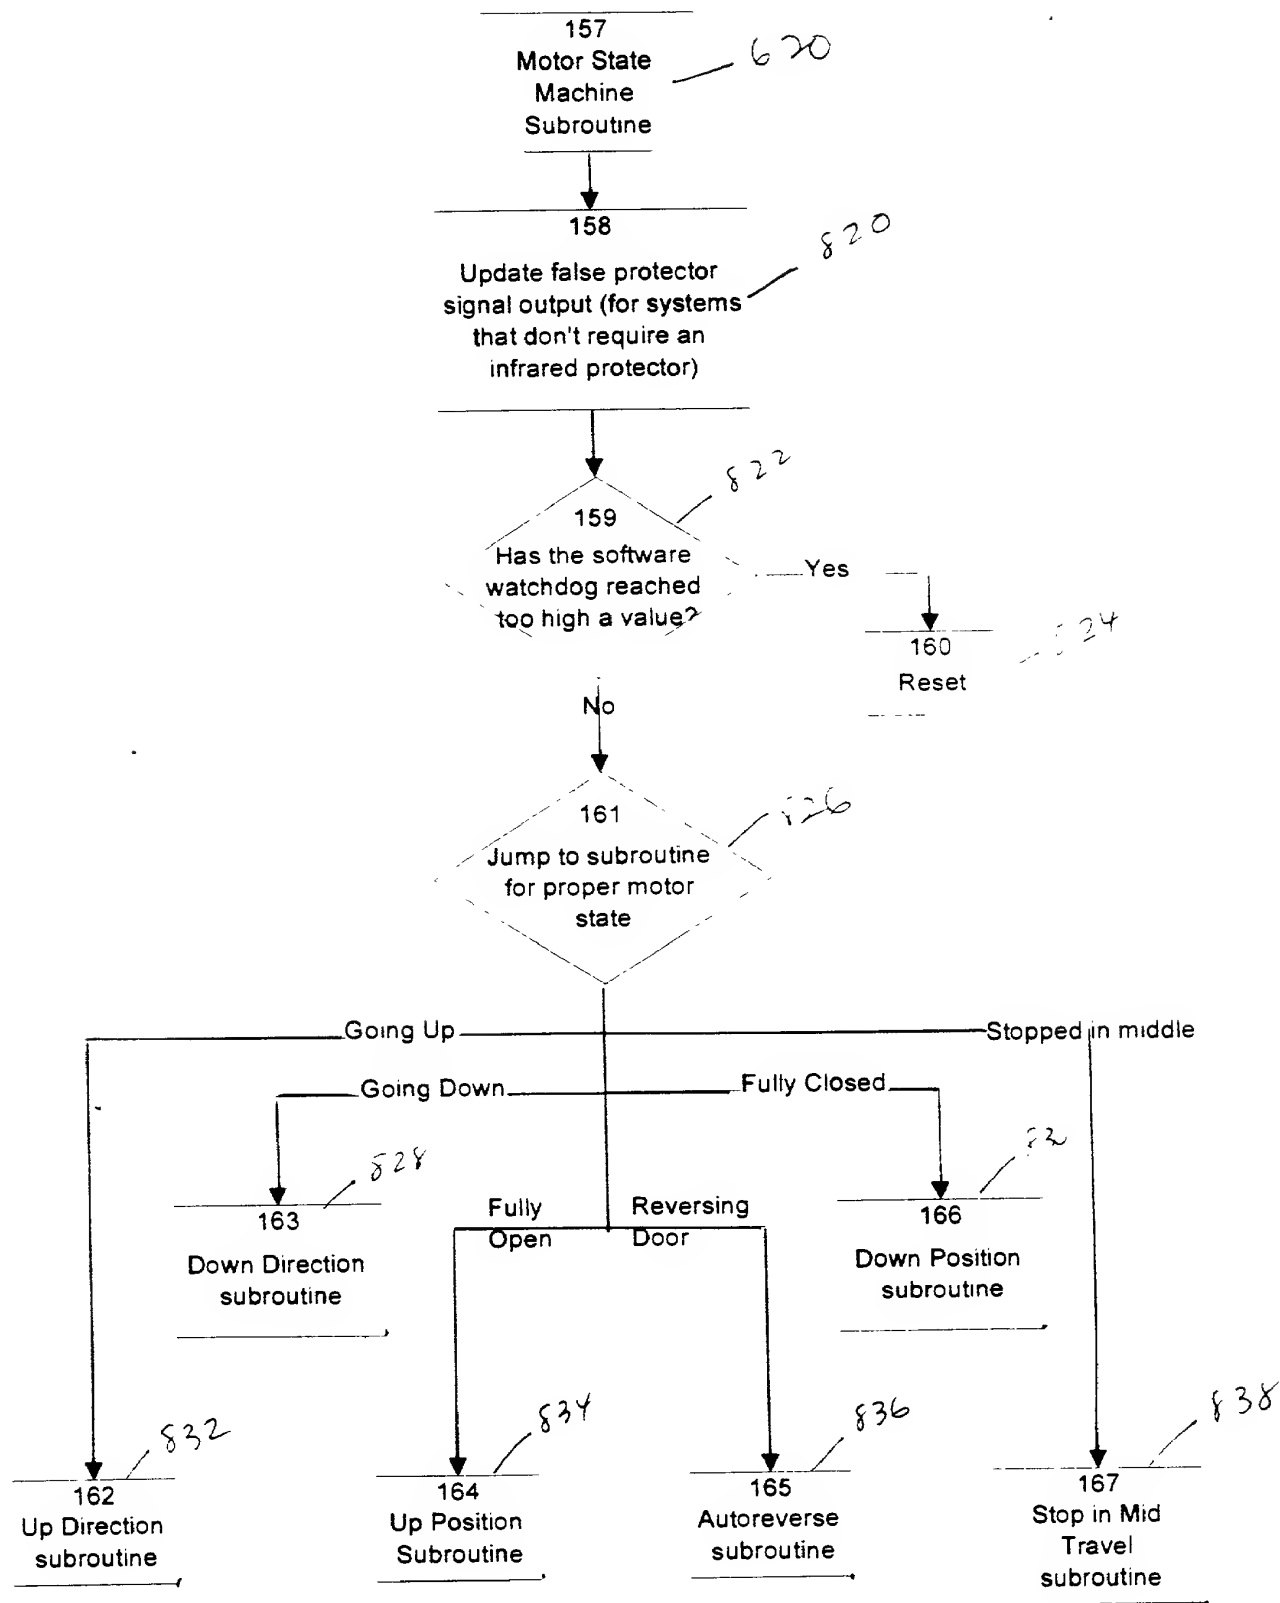 157
Motor State
Machine
Subroutine
620
158
Update false protector
signal output (for systems
that don't require an
infrared protector)
820
822
159
Has the software
watchdog reached
too high a value?
Yes
160
Reset
824
No
161
Jump to subroutine
for proper motor
state
826
Going Up
Stopped in middle
Going Down
Fully Closed
828
163
Down Direction
subroutine
Fully
Open
Reversing
Door
166
Down Position
subroutine
832
162
Up Direction
subroutine
834
164
Up Position
Subroutine
836
165
Autoreverse
subroutine
838
167
Stop in Mid
Travel
subroutine